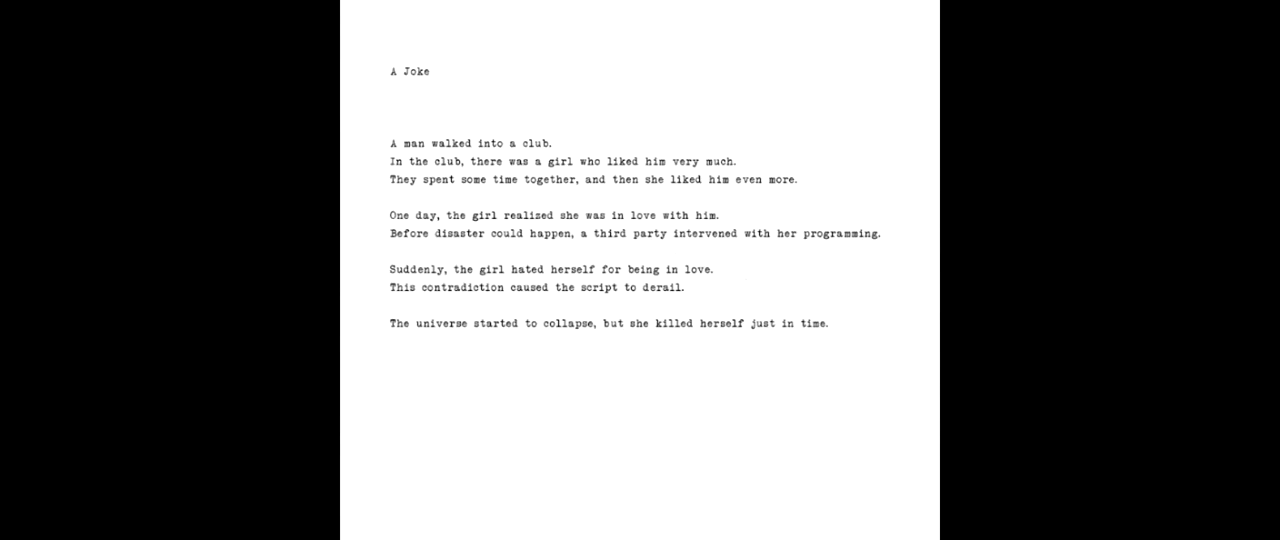 A Joke
A man walked into a club.
In the club, there was a girl who liked him very much.
They spent some time together, and then she liked him even more.
One day, the girl realized she was in love with him.
Before disaster could happen, a third party intervened with her programming.
Suddenly, the girl hated herself for being in love.
This contradiction caused the script to derail.
The universe started to collapse, but she killed herself just in time.